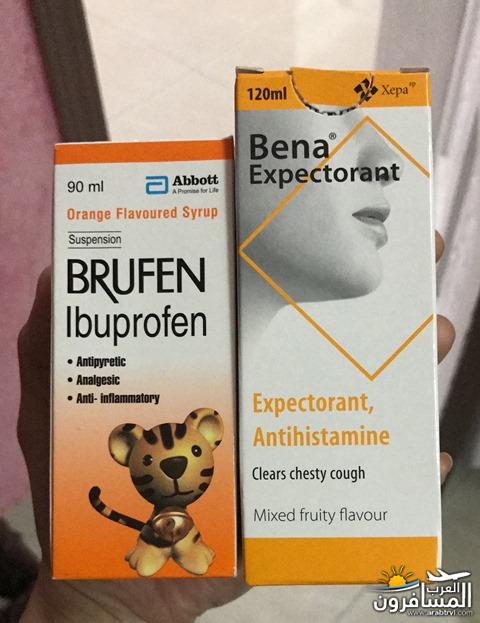 90 ml
Abbott
A Promise for Life
Orange Flavoured Syrup
Suspension
BRUFEN
Ibuprofen
• Antipyretic
• Analgesic
• Anti- inflammatory
120ml
Xepa
Bena®
Expectorant
Expectorant,
Antihistamine
Clears chesty cough
Mixed fruity flavour
العرب
المسافرون
www.arabtrvl.com